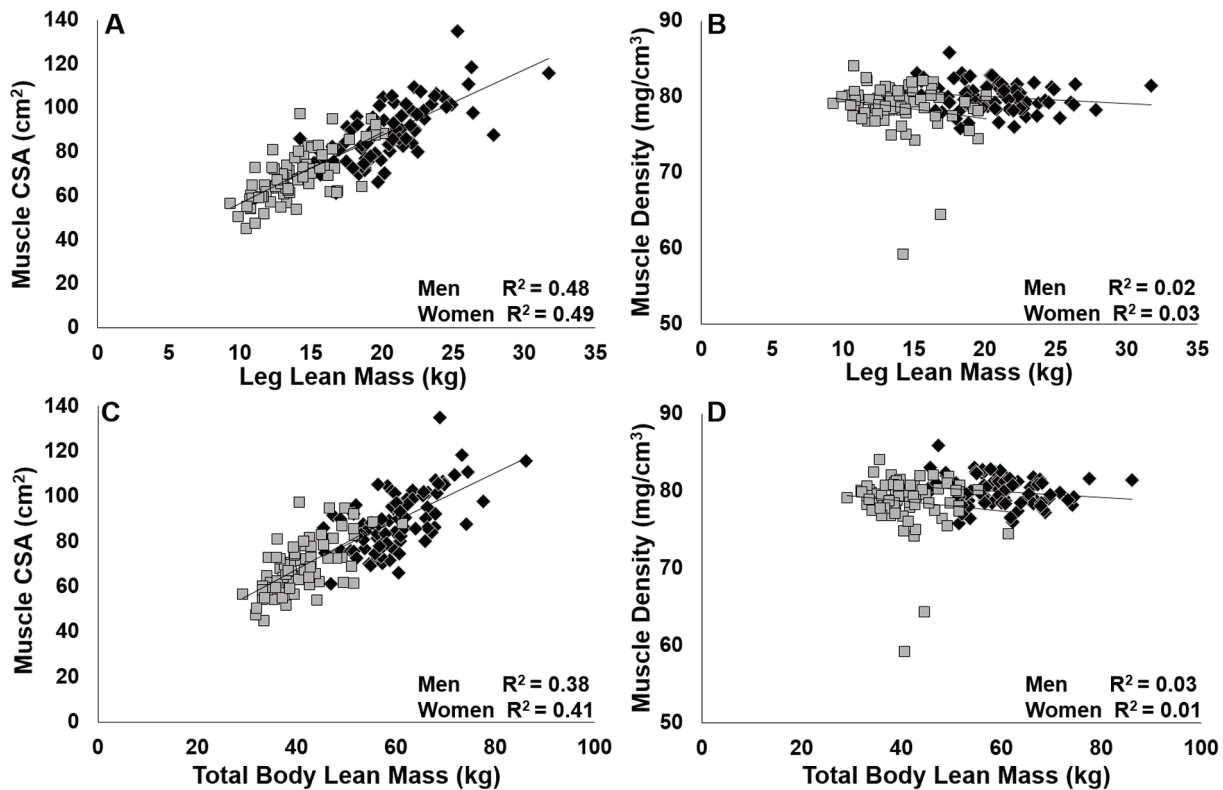 A
Muscle CSA (cm²)
140
120
100
80
60
40
20
0
Men R² = 0.48
Women R² = 0.49
0 5 10 15 20 25 30 35
Leg Lean Mass (kg)
B
Muscle Density (mg/cm³)
90
80
70
60
50
Men R² = 0.02
Women R² = 0.03
0 5 10 15 20 25 30 35
Leg Lean Mass (kg)
C
Muscle CSA (cm²)
140
120
100
80
60
40
20
0
Men R² = 0.38
Women R² = 0.41
0 20 40 60 80 100
Total Body Lean Mass (kg)
D
Muscle Density (mg/cm³)
90
80
70
60
50
Men R² = 0.03
Women R² = 0.01
0 20 40 60 80 100
Total Body Lean Mass (kg)